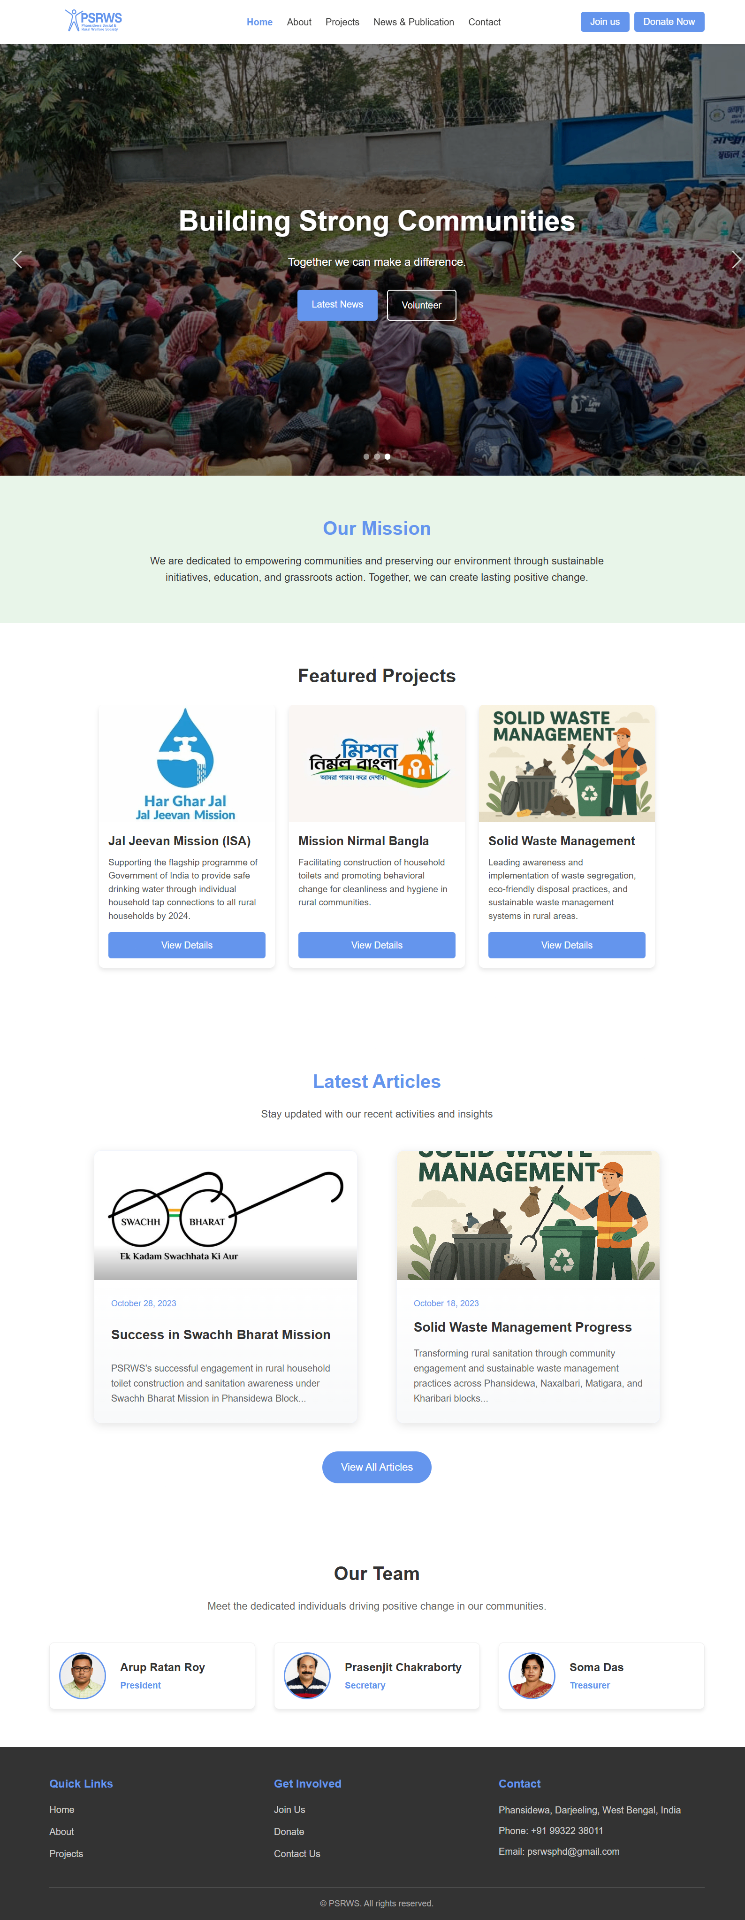 PSRWS
Phansidewa Social &
Rural Welfare Society
Home About Projects News & Publication Contact
Join us Donate Now
Building Strong Communities
Together we can make a difference.
Latest News Volunteer
Our Mission
We are dedicated to empowering communities and preserving our environment through sustainable
initiatives, education, and grassroots action. Together, we can create lasting positive change.
Featured Projects
Har Ghar Jal
Jal Jeevan Mission
Jal Jeevan Mission (ISA)
Supporting the flagship programme of
Government of India to provide safe
drinking water through individual
household tap connections to all rural
households by 2024.
View Details
মিশন
নির্মল বাংলা
আমরা পারব। করে দেখাব।
Mission Nirmal Bangla
Facilitating construction of household
toilets and promoting behavioral
change for cleanliness and hygiene in
rural communities.
View Details
SOLID WASTE
MANAGEMENT
Solid Waste Management
Leading awareness and
implementation of waste segregation,
eco-friendly disposal practices, and
sustainable waste management
systems in rural areas.
View Details
Latest Articles
Stay updated with our recent activities and insights
SWACHH BHARAT
Ek Kadam Swachhata Ki Aur
October 28, 2023
Success in Swachh Bharat Mission
PSRWS's successful engagement in rural household
toilet construction and sanitation awareness under
Swachh Bharat Mission in Phansidewa Block...
SOLID WASTE
MANAGEMENT
October 18, 2023
Solid Waste Management Progress
Transforming rural sanitation through community
engagement and sustainable waste management
practices across Phansidewa, Naxalbari, Matigara, and
Kharibari blocks...
View All Articles
Our Team
Meet the dedicated individuals driving positive change in our communities.
Arup Ratan Roy
President
Prasenjit Chakraborty
Secretary
Soma Das
Treasurer
Quick Links
Home
About
Projects
Get Involved
Join Us
Donate
Contact Us
Contact
Phansidewa, Darjeeling, West Bengal, India
Phone: +91 99322 38011
Email: psrwsphd@gmail.com
© PSRWS. All rights reserved.